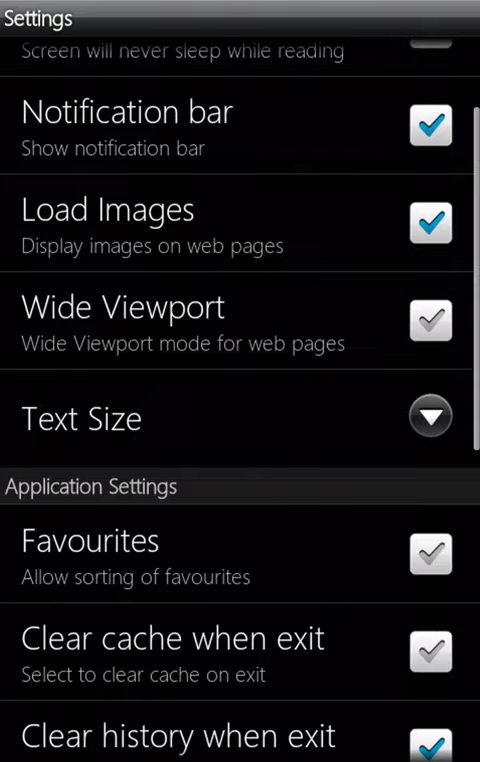 Settings
Screen will never sleep while reading
Notification bar
Show notification bar
Load Images
Display images on web pages
Wide Viewport
Wide Viewport mode for web pages
Text Size
Application Settings
Favourites
Allow sorting of favourites
Clear cache when exit
Select to clear cache on exit
Clear history when exit